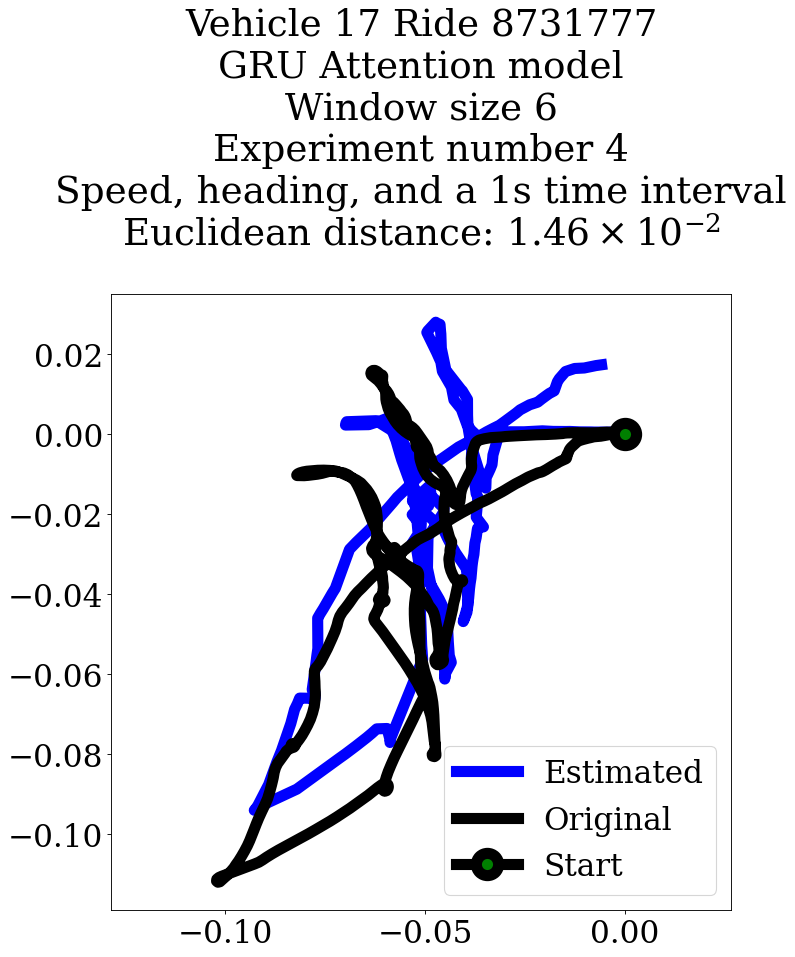 Vehicle 17 Ride 8731777
GRU Attention model
Window size 6
Experiment number 4
Speed, heading, and a 1s time interval
Euclidean distance: 1.46 × 10⁻²
0.02
0.00
−0.02
−0.04
−0.06
−0.08
−0.10
Estimated
Original
Start
−0.10
−0.05
0.00